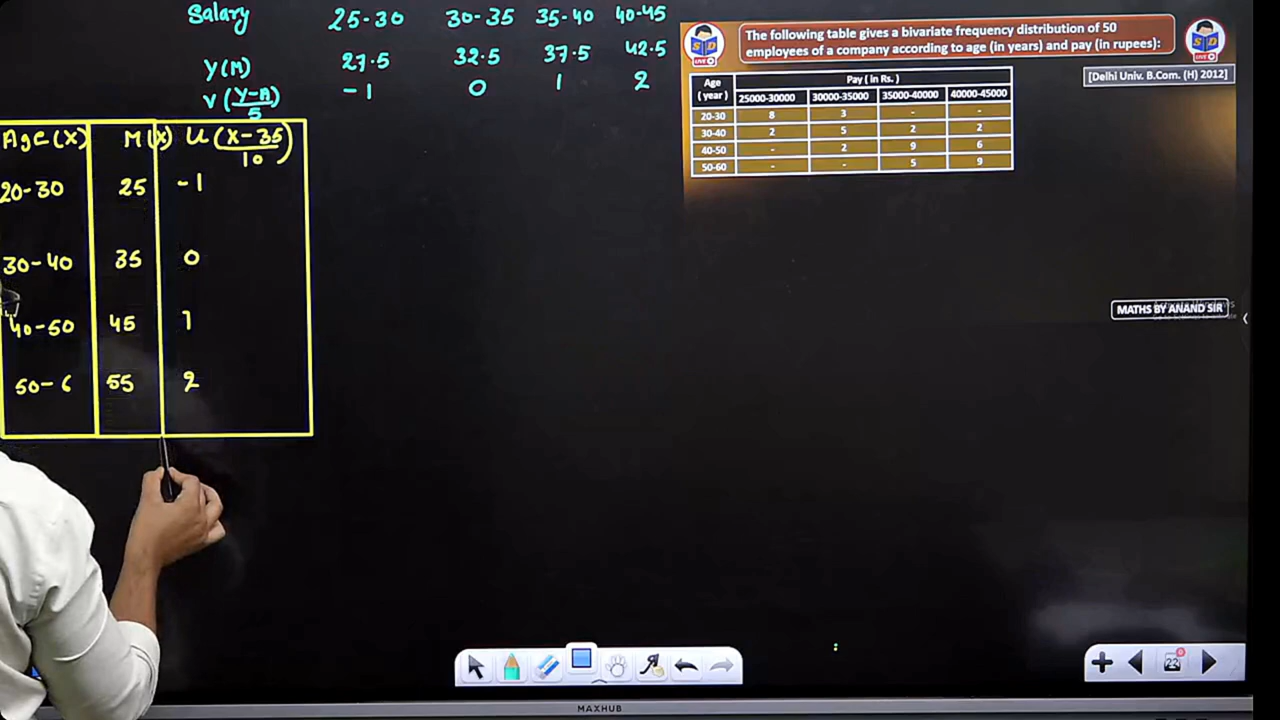 Salary 25-30 30-35 35-40 40-45
Y(M) 27.5 32.5 37.5 42.5
V(Y-A/5) -1 0 1 2
Age(X) M(X) U(X-35/10)
20-30 25 -1
30-40 35 0
40-50 45 1
50-6 55 2
SD
LIVE
The following table gives a bivariate frequency distribution of 50
employees of a company according to age (in years) and pay (in rupees):
SD
LIVE
[Delhi Univ. B.Com. (H) 2012]
Age Pay ( in Rs. )
( year ) 25000-30000 30000-35000 35000-40000 40000-45000
20-30 8 3 - -
30-40 2 5 2 2
40-50 - 2 9 6
50-60 - - 5 9
MATHS BY ANAND SIR
22
MAXHUB